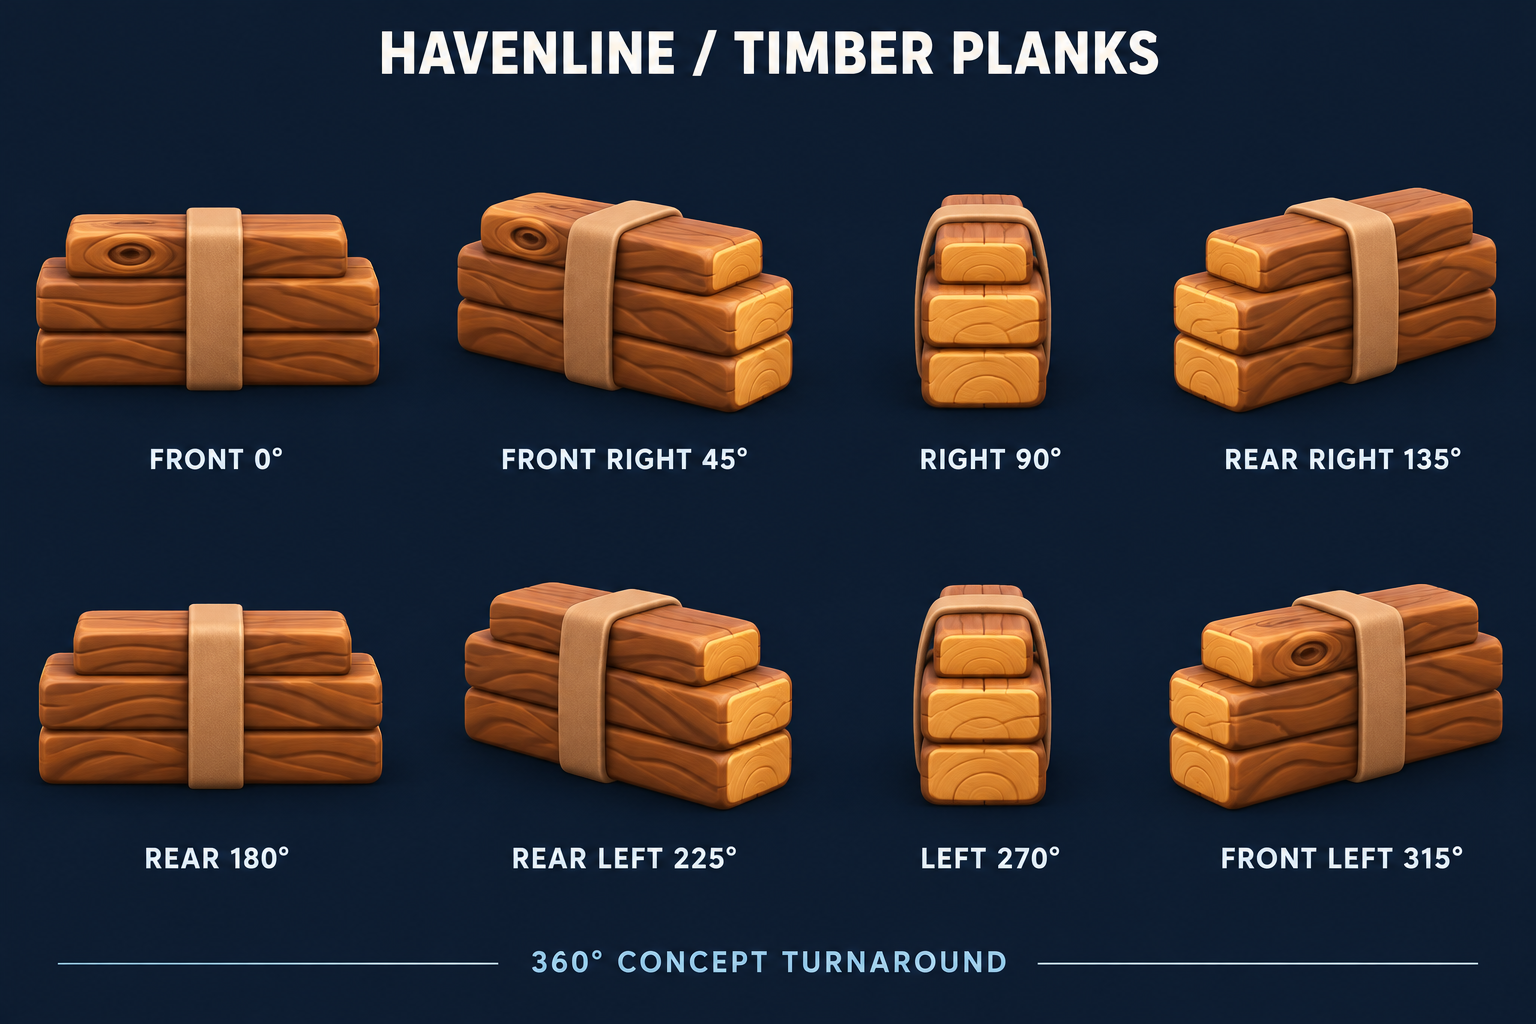 HAVENLINE / TIMBER PLANKS
FRONT 0°
FRONT RIGHT 45°
RIGHT 90°
REAR RIGHT 135°
REAR 180°
REAR LEFT 225°
LEFT 270°
FRONT LEFT 315°
360° CONCEPT TURNAROUND